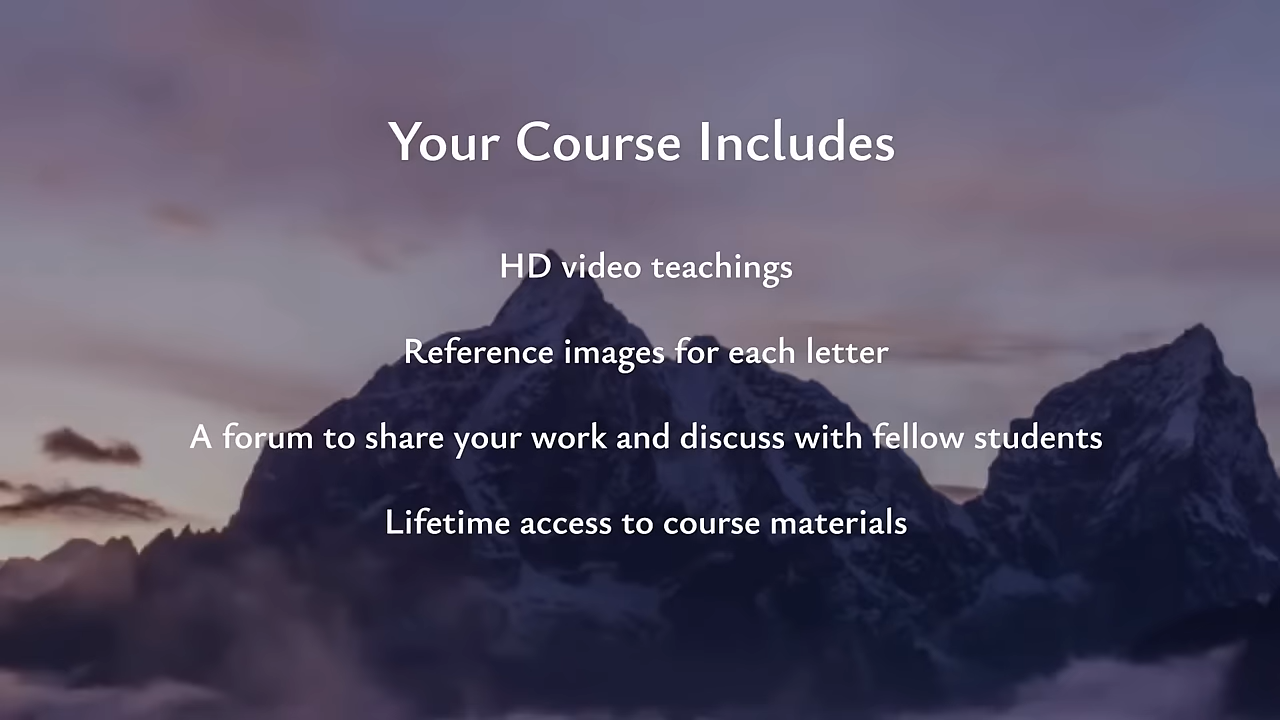 Your Course Includes
HD video teachings
Reference images for each letter
A forum to share your work and discuss with fellow students
Lifetime access to course materials